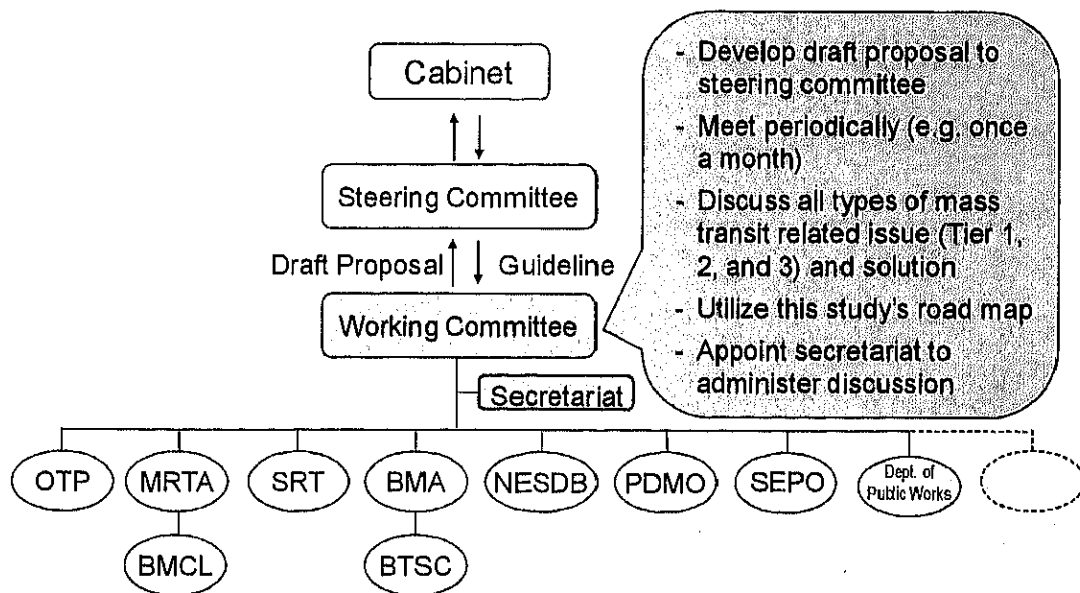 Cabinet
Steering Committee
Draft Proposal
Guideline
Working Committee
Secretariat
- Develop draft proposal to
steering committee
- Meet periodically (e.g. once
a month)
- Discuss all types of mass
transit related issue (Tier 1,
2, and 3) and solution
- Utilize this study's road map
- Appoint secretariat to
administer discussion
OTP
MRTA
SRT
BMA
NESDB
PDMO
SEPO
Dept. of
Public Works
BMCL
BTSC